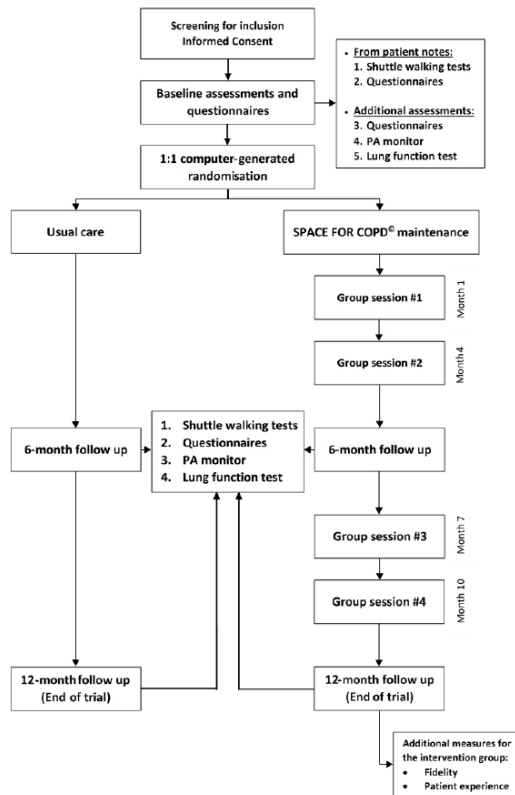 Screening for inclusion
Informed Consent
Baseline assessments and
questionnaires
• From patient notes:
1. Shuttle walking tests
2. Questionnaires
• Additional assessments:
3. Questionnaires
4. PA monitor
5. Lung function test
1:1 computer-generated
randomisation
Usual care
SPACE FOR COPD© maintenance
Group session #1
Month 1
Group session #2
Month 4
6-month follow up
1. Shuttle walking tests
2. Questionnaires
3. PA monitor
4. Lung function test
6-month follow up
Group session #3
Month 7
Group session #4
Month 10
12-month follow up
(End of trial)
12-month follow up
(End of trial)
Additional measures for
the intervention group:
• Fidelity
• Patient experience